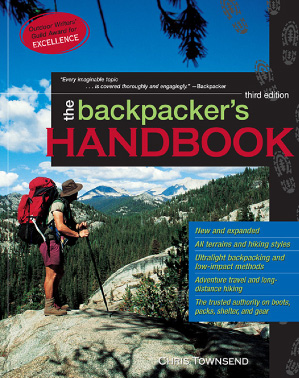 Outdoor Writers'
Guild Award for
EXCELLENCE
"Every imaginable topic
. . . is covered thoroughly and engagingly." —Backpacker
third edition
the backpacker's
HANDBOOK
New and expanded
All terrains and hiking styles
Ultralight backpacking and
low-impact methods
Adventure travel and long-
distance hiking
The trusted authority on boots,
packs, shelter, and gear
CHRIS TOWNSEND